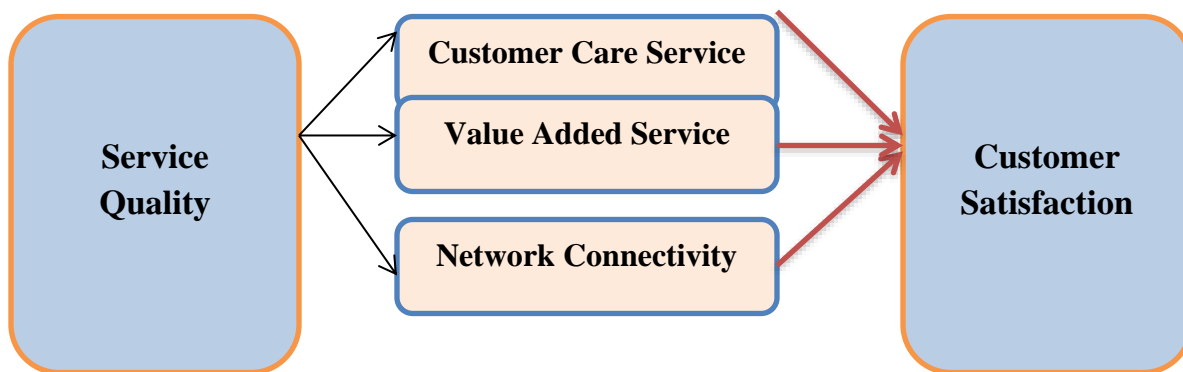 Service
Quality
Customer Care Service
Value Added Service
Network Connectivity
Customer
Satisfaction